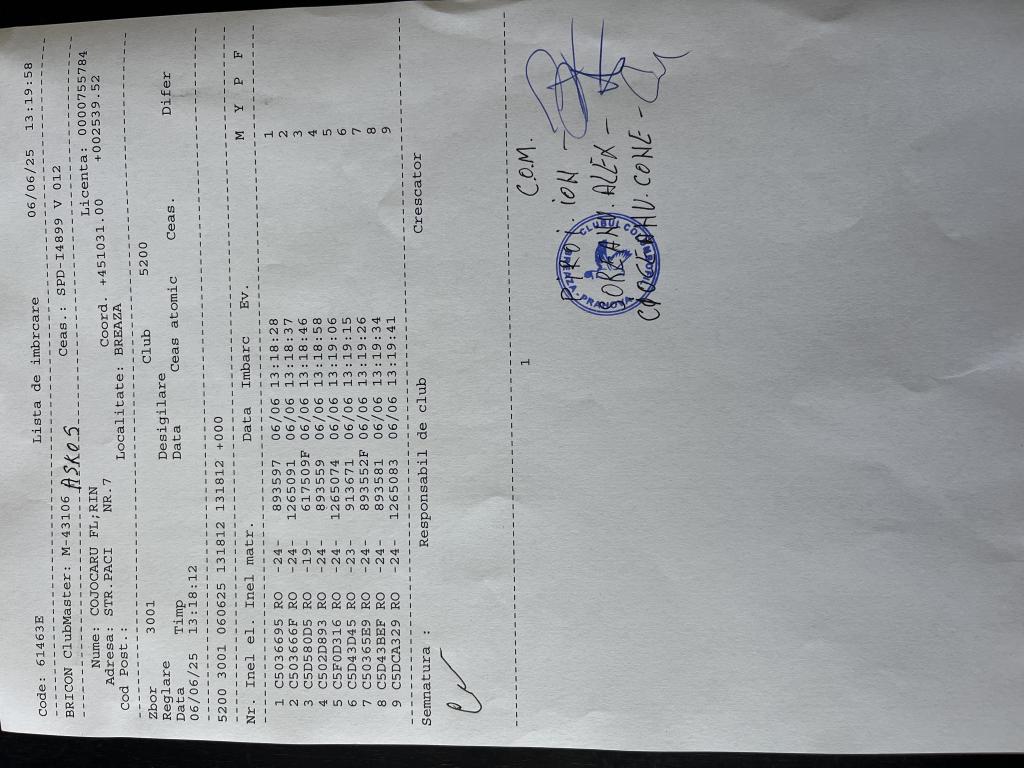 Code: 61463E Lista de imbrcare 06/06/25 13:19:58
BRICON ClubMaster: M-43106 ASKOS Ceas.: SPD-I4899 V 012
Nume: COJOCARU FL;RIN Licenta: 0000755784
Adresa: STR.PACI NR.7 Coord. +451031.00 +002539.52
Cod Post.: Localitate: BREAZA
Zbor 3001 Club 5200
Reglare Desigilare
Data Timp Data Ceas atomic Ceas. Difer
06/06/25 13:18:12
5200 3001 060625 131812 131812 +000
Nr. Inel el. Inel matr. Data Imbarc Ev. M Y P F
1 C5036695 RO -24- 893597 06/06 13:18:28 1
2 C503666F RO -24- 1265091 06/06 13:18:37 2
3 C5D580D5 RO -19- 617509F 06/06 13:18:46 3
4 C502D893 RO -24- 893559 06/06 13:18:58 4
5 C5F0D316 RO -24- 1265074 06/06 13:19:06 5
6 C5D43D45 RO -23- 913671 06/06 13:19:15 6
7 C50365E9 RO -24- 893552F 06/06 13:19:26 7
8 C5D43BEF RO -24- 893581 06/06 13:19:34 8
9 C5DCA329 RO -24- 1265083 06/06 13:19:41 9
Semnatura : Responsabil de club Crescator
1
C.O.M.
ION -
ALEX -
CONE -
CLUBUL
PRAHOVA